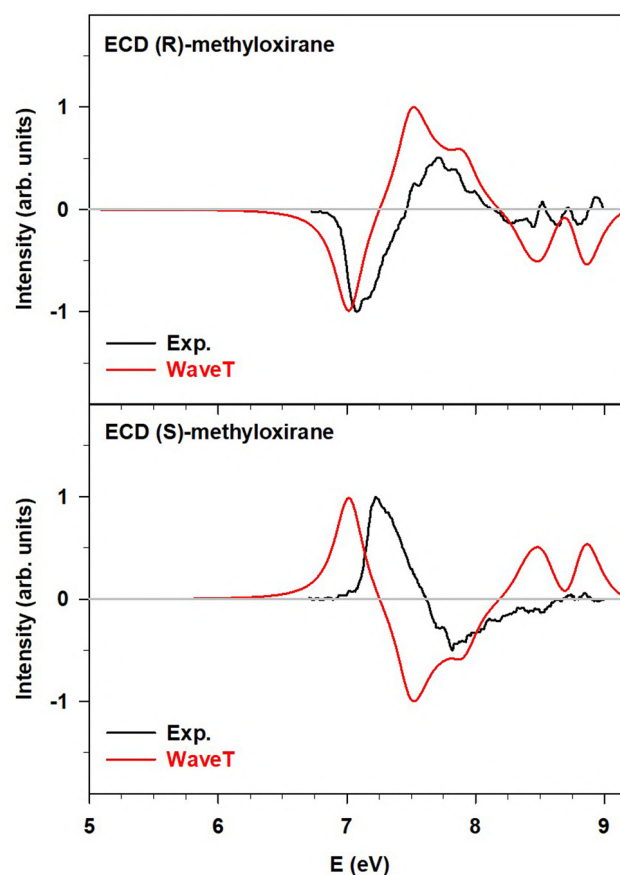 ECD (R)-methyloxirane
Intensity (arb. units)
1
0
-1
Exp.
WaveT
ECD (S)-methyloxirane
Intensity (arb. units)
1
0
-1
Exp.
WaveT
5 6 7 8 9
E (eV)